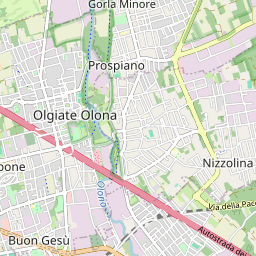 Gorla Minore
Prospiano
Olgiate Olona
Nizzolina
Olona
Via della Pace
Buon Gesù
Autostrada dei